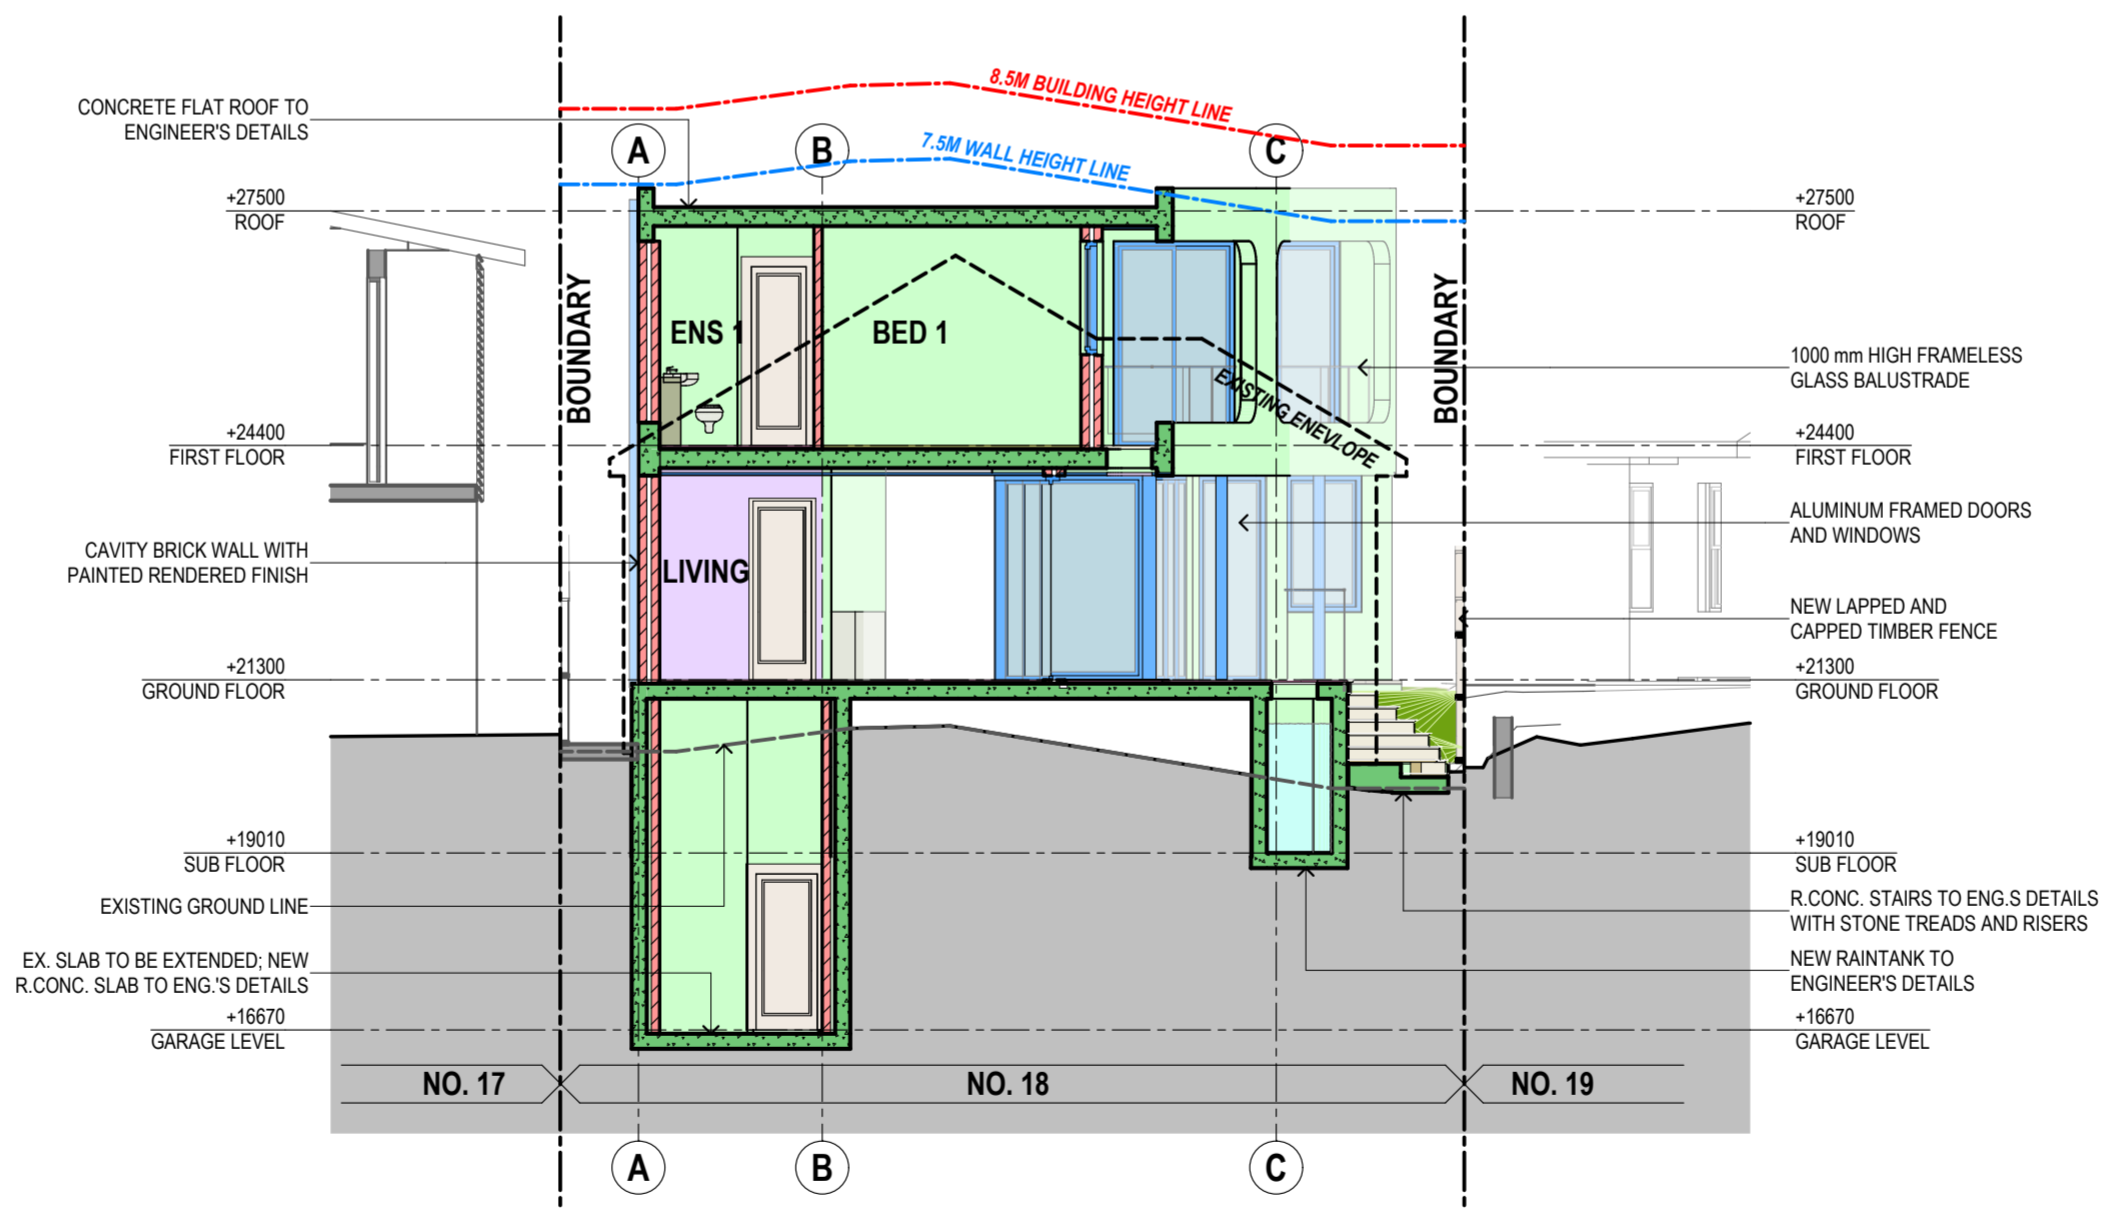 8.5M BUILDING HEIGHT LINE
7.5M WALL HEIGHT LINE
CONCRETE FLAT ROOF TO
ENGINEER'S DETAILS
A
B
C
+27500
ROOF
+27500
ROOF
BOUNDARY
BOUNDARY
ENS 1
BED 1
1000 mm HIGH FRAMELESS
GLASS BALUSTRADE
EXISTING ENEVLOPE
+24400
FIRST FLOOR
+24400
FIRST FLOOR
ALUMINUM FRAMED DOORS
AND WINDOWS
CAVITY BRICK WALL WITH
PAINTED RENDERED FINISH
LIVING
NEW LAPPED AND
CAPPED TIMBER FENCE
+21300
GROUND FLOOR
+21300
GROUND FLOOR
+19010
SUB FLOOR
+19010
SUB FLOOR
EXISTING GROUND LINE
R.CONC. STAIRS TO ENG.S DETAILS
WITH STONE TREADS AND RISERS
EX. SLAB TO BE EXTENDED; NEW
R.CONC. SLAB TO ENG.'S DETAILS
NEW RAINTANK TO
ENGINEER'S DETAILS
+16670
GARAGE LEVEL
+16670
GARAGE LEVEL
NO. 17
NO. 18
NO. 19
A
B
C